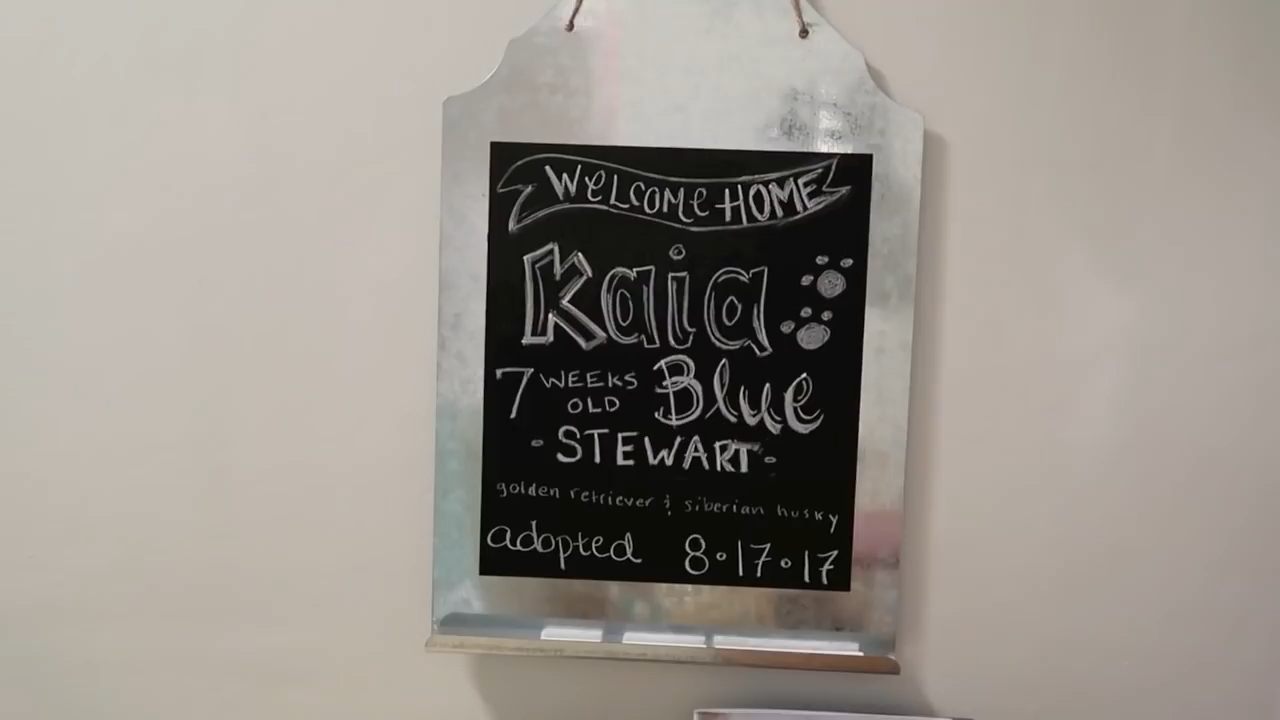 WELCOME HOME
Kaia
7 WEEKS OLD Blue
- STEWART -
golden retriever & siberian husky
adopted 8•17•17